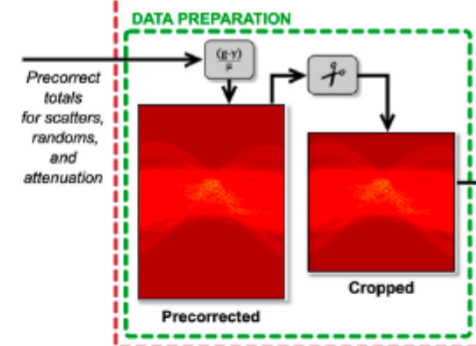 DATA PREPARATION
Precorrect
totals
for scatters,
randoms,
and
attenuation
(g-γ)
Precorrected
Cropped